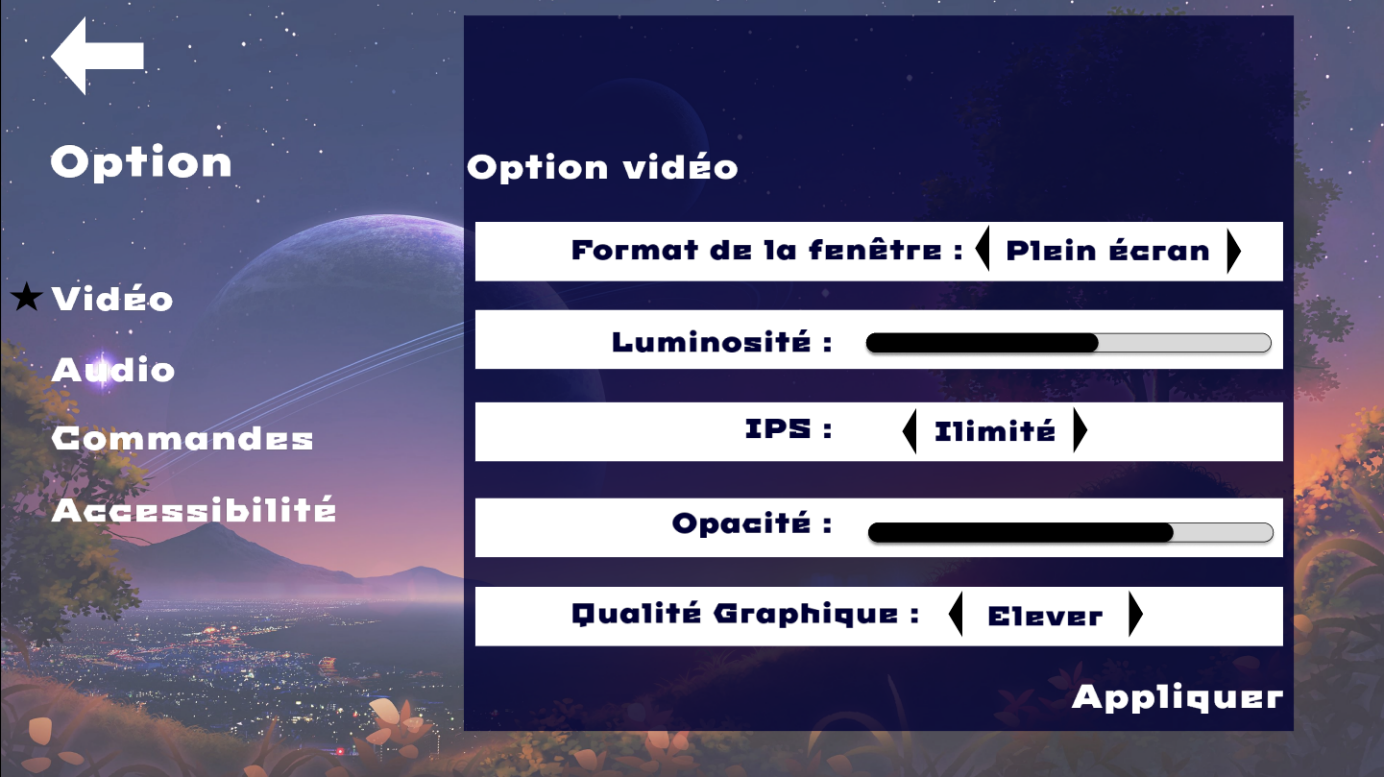 Option
Vidéo
Audio
Commandes
Accessibilité
Option vidéo
Format de la fenêtre : Plein écran
Luminosité :
IPS : Ilimité
Opacité :
Qualité Graphique : Elever
Appliquer